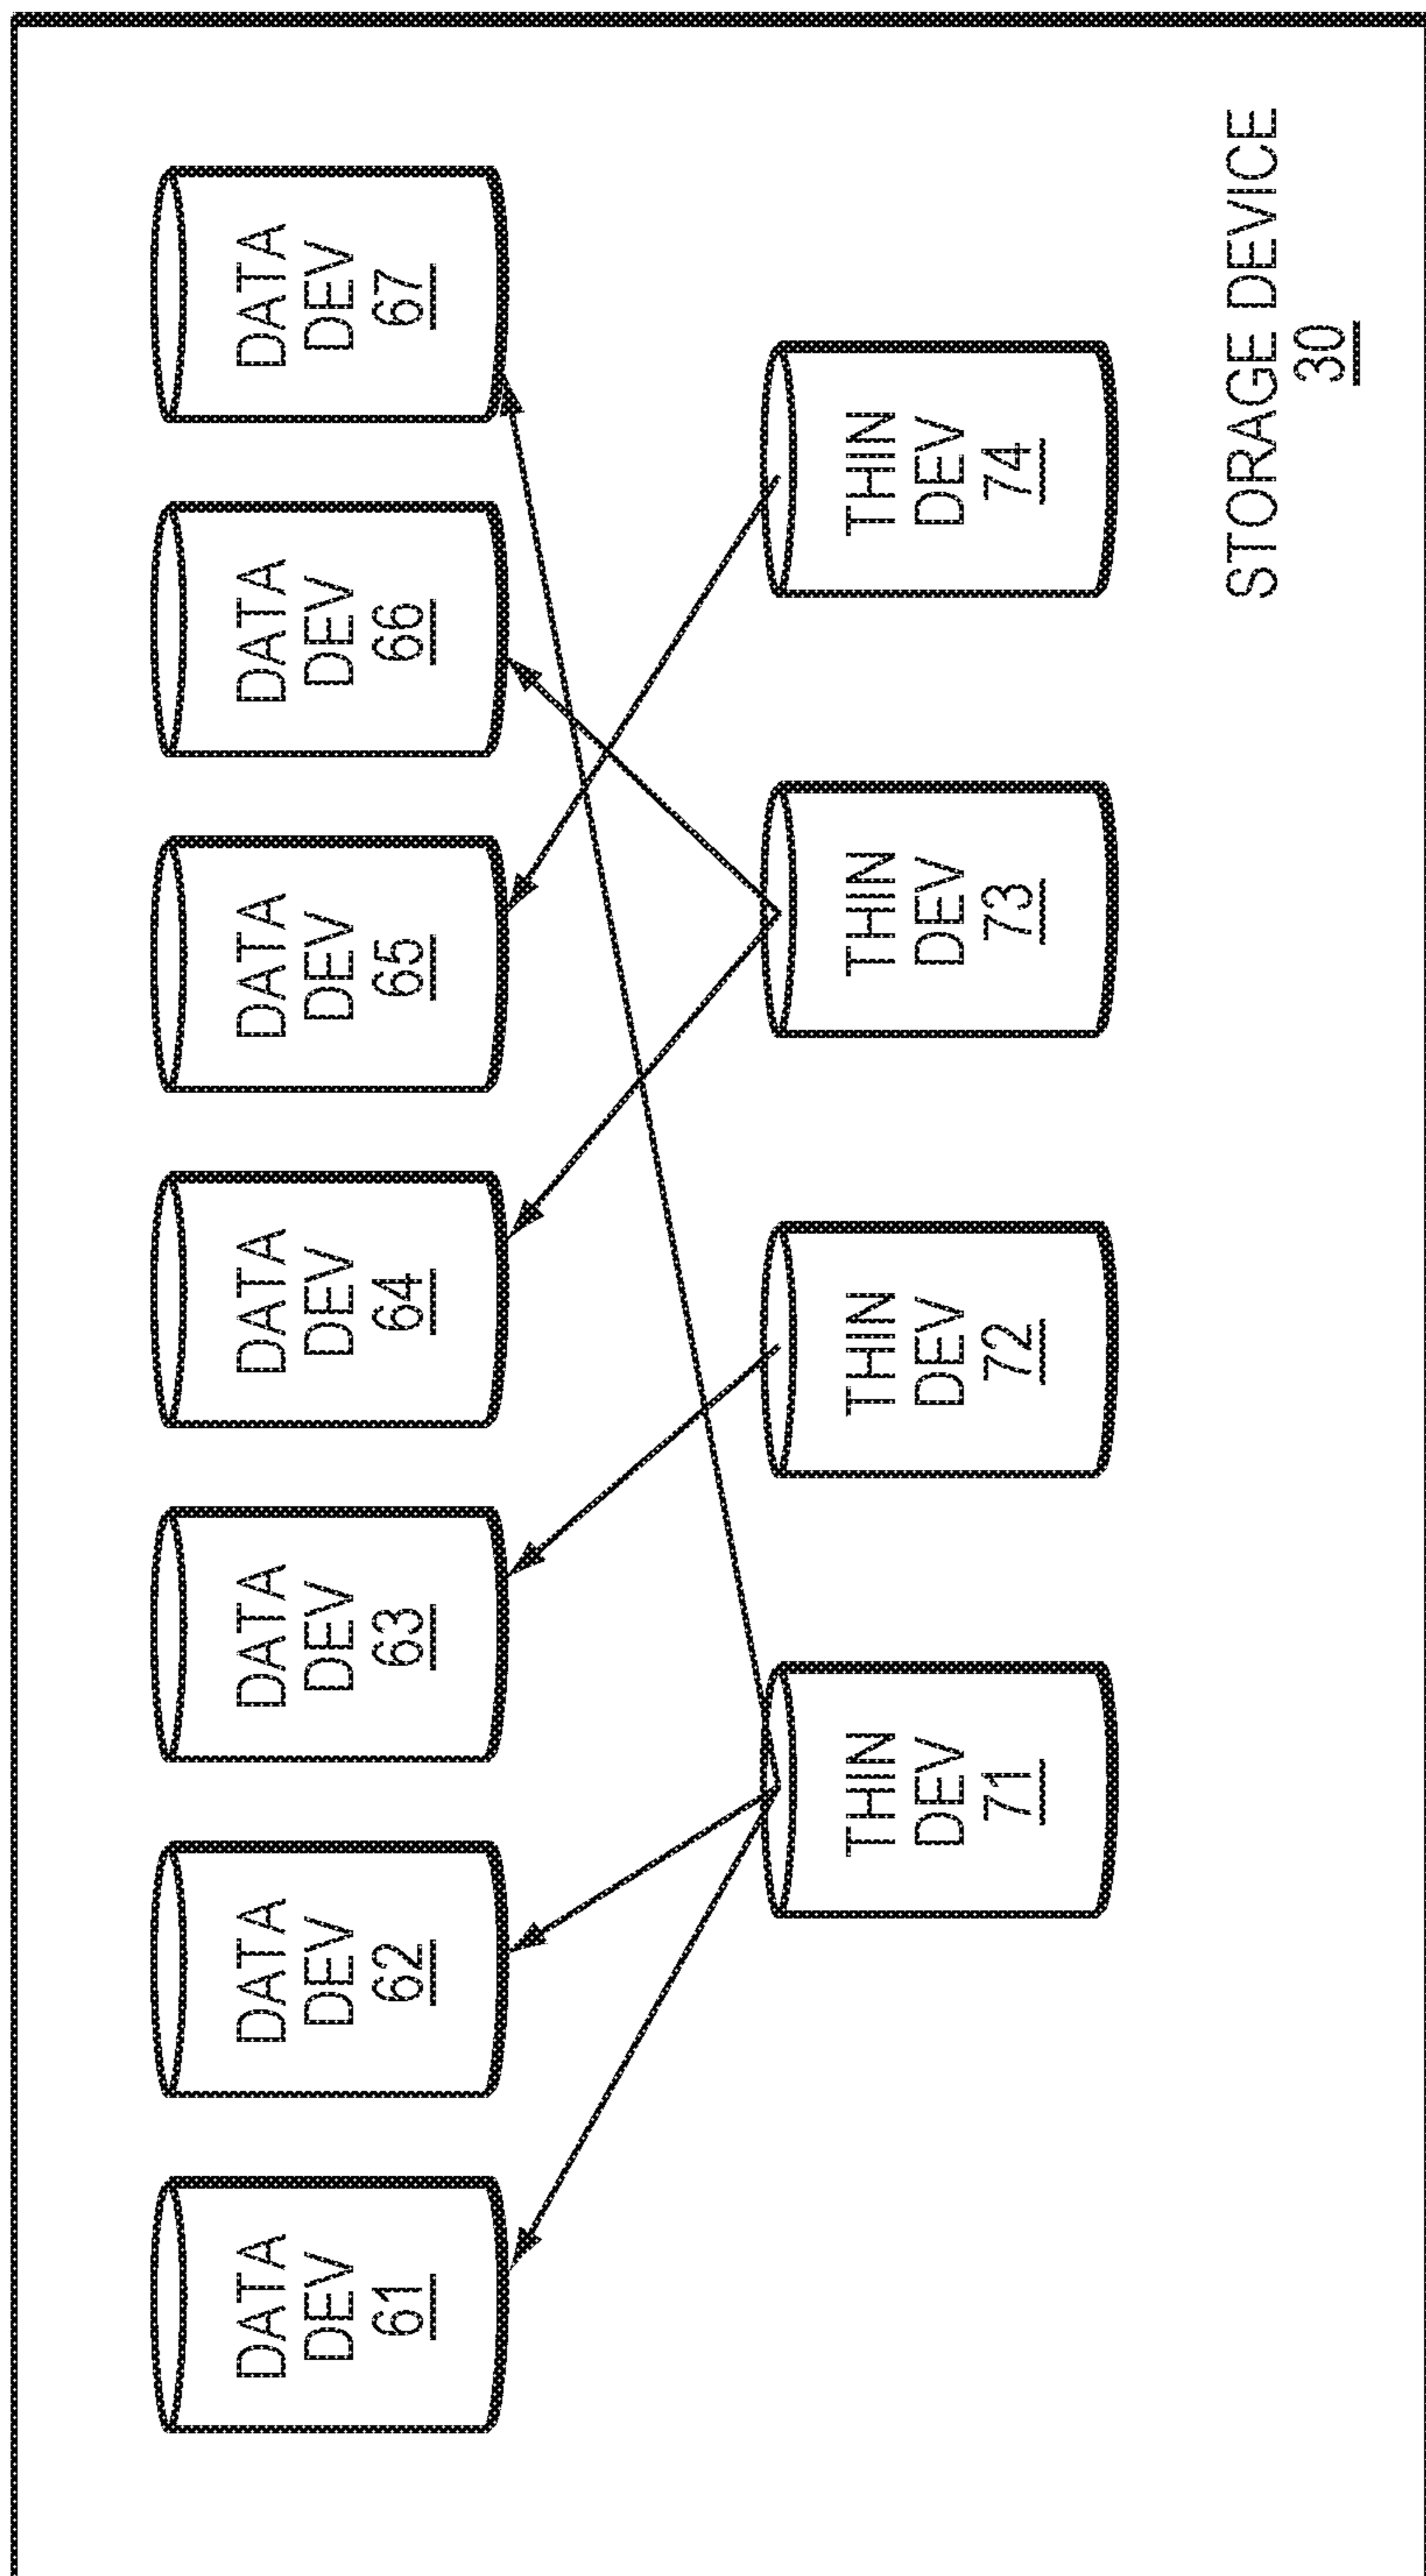 DATA
DEV
61
DATA
DEV
62
DATA
DEV
63
DATA
DEV
64
DATA
DEV
65
DATA
DEV
66
DATA
DEV
67
THIN
DEV
71
THIN
DEV
72
THIN
DEV
73
THIN
DEV
74
STORAGE DEVICE
30